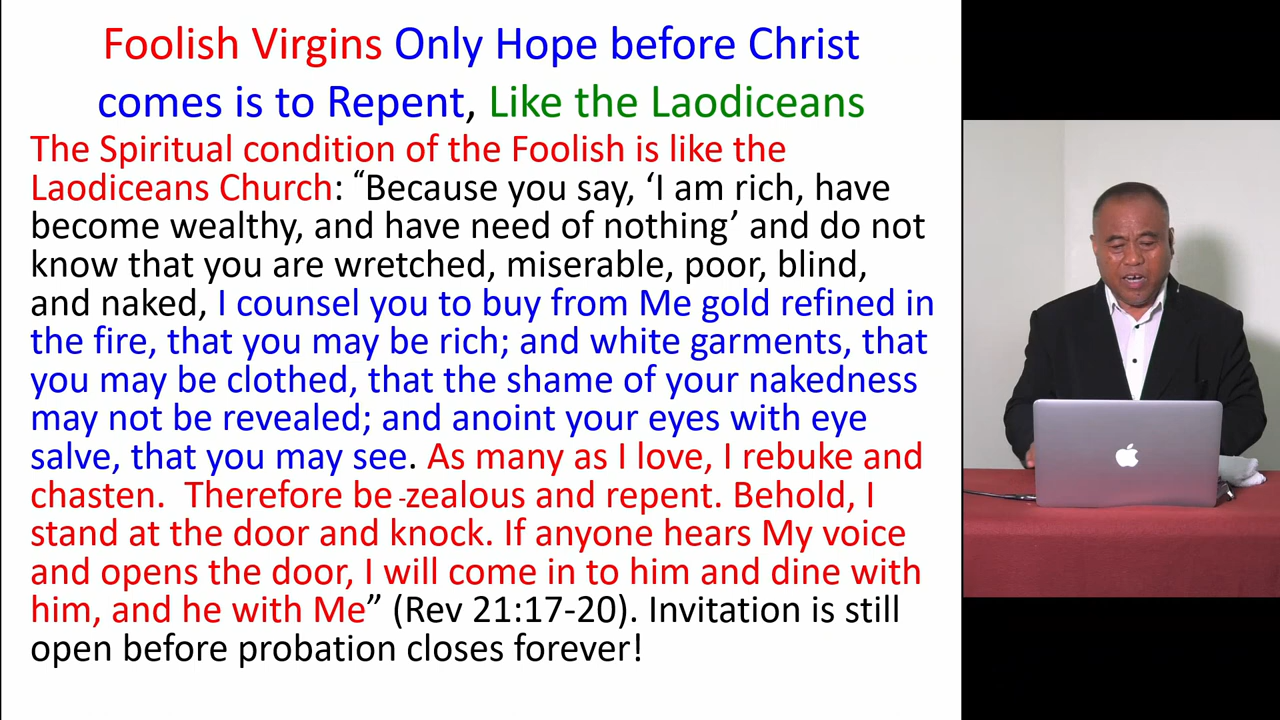 Foolish Virgins Only Hope before Christ
comes is to Repent, Like the Laodiceans
The Spiritual condition of the Foolish is like the
Laodiceans Church: “Because you say, ‘I am rich, have
become wealthy, and have need of nothing’ and do not
know that you are wretched, miserable, poor, blind,
and naked, I counsel you to buy from Me gold refined in
the fire, that you may be rich; and white garments, that
you may be clothed, that the shame of your nakedness
may not be revealed; and anoint your eyes with eye
salve, that you may see. As many as I love, I rebuke and
chasten.  Therefore be -zealous and repent. Behold, I
stand at the door and knock. If anyone hears My voice
and opens the door, I will come in to him and dine with
him, and he with Me” (Rev 21:17-20). Invitation is still
open before probation closes forever!